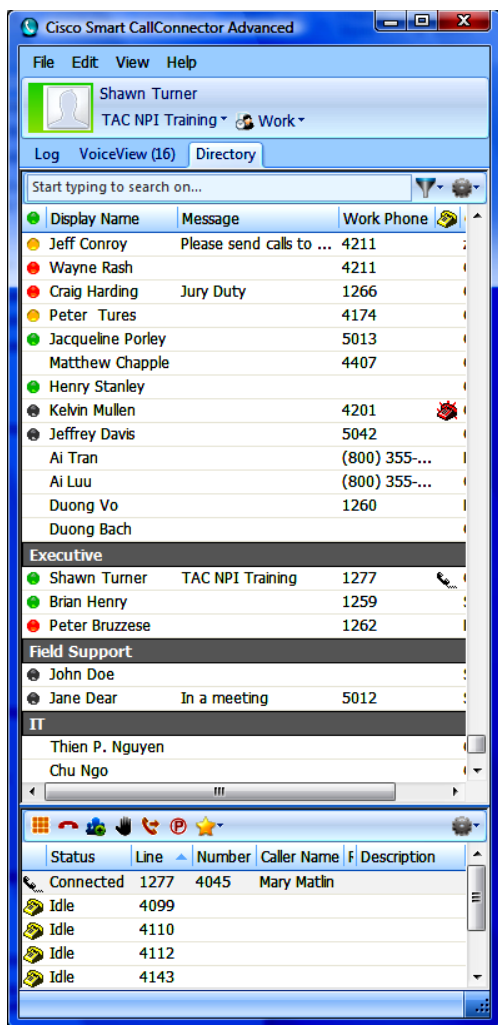 Cisco Smart CallConnector Advanced
File Edit View Help
Shawn Turner
TAC NPI Training Work
Log VoiceView (16) Directory
Start typing to search on...
Display Name Message Work Phone
Jeff Conroy Please send calls to ... 4211
Wayne Rash 4211
Craig Harding Jury Duty 1266
Peter Tures 4174
Jacqueline Porley 5013
Matthew Chapple 4407
Henry Stanley
Kelvin Mullen 4201
Jeffrey Davis 5042
Ai Tran (800) 355-...
Ai Luu (800) 355-...
Duong Vo 1260
Duong Bach
Executive
Shawn Turner TAC NPI Training 1277
Brian Henry 1259
Peter Bruzzese 1262
Field Support
John Doe
Jane Dear In a meeting 5012
IT
Thien P. Nguyen
Chu Ngo
Status Line Number Caller Name F Description
Connected 1277 4045 Mary Matlin
Idle 4099
Idle 4110
Idle 4112
Idle 4143